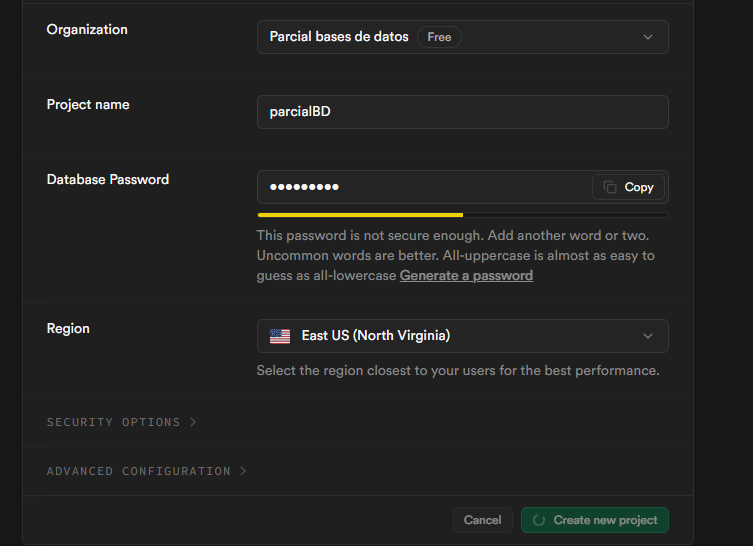 Organization
Parcial bases de datos Free
Project name
parcialBD
Database Password
•••••••••
Copy
This password is not secure enough. Add another word or two.
Uncommon words are better. All-uppercase is almost as easy to
guess as all-lowercase Generate a password
Region
East US (North Virginia)
Select the region closest to your users for the best performance.
SECURITY OPTIONS
ADVANCED CONFIGURATION
Cancel
Create new project